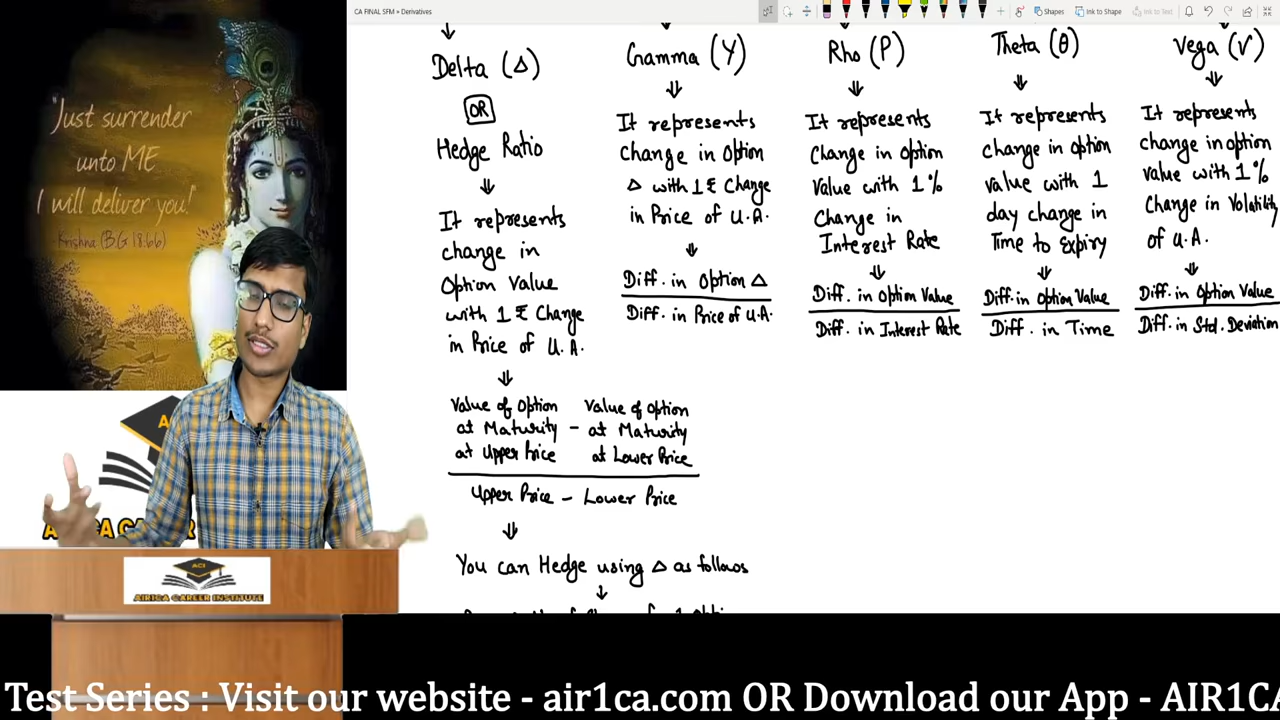 CA FINAL SFM » Derivatives
Shapes
Ink to Shape
Ink to Text
"Just surrender
unto ME
I will deliver you!"
- Krishna (BG 18:66)
Delta (Δ)
OR
Hedge Ratio
It represents
change in
Option Value
with 1 ₹ Change
in Price of U.A.
Value of Option
at Maturity
at Upper Price
-
Value of Option
at Maturity
at Lower Price
Upper Price - Lower Price
You can Hedge using Δ as follows
Gamma (γ)
It represents
Change in Option
Δ with 1 ₹ Change
in Price of U.A.
Diff. in Option Δ
Diff. in Price of U.A.
Rho (P)
It represents
Change in Option
Value with 1%
Change in
Interest Rate
Diff. in Option Value
Diff. in Interest Rate
Theta (θ)
It represents
change in option
value with 1
day change in
Time to Expiry
Diff. in Option Value
Diff. in Time
Vega (ν)
It represents
change in option
value with 1%
Change in Volatility
of U.A.
Diff. in Option Value
Diff. in Std. Deviation
ACI
ACI
AIR1CA CAREER INSTITUTE
Test Series : Visit our website - air1ca.com OR Download our App - AIR1CA